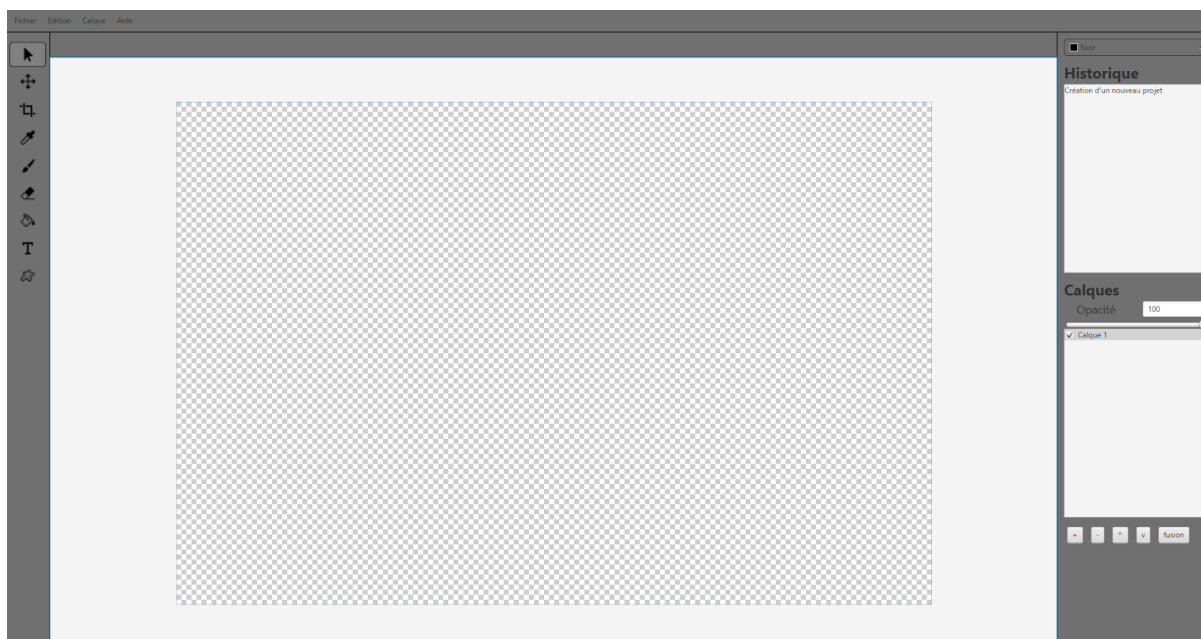 Fichier Edition Calque Aide
Noir
Historique
Création d'un nouveau projet
Calques
Opacité 100
Calque 1
+ - ^ v fusion